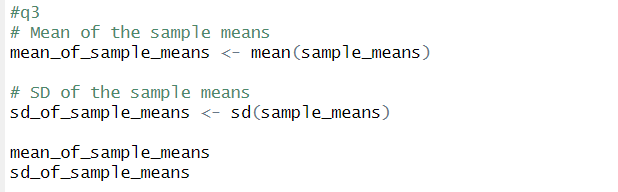 #q3
# Mean of the sample means
mean_of_sample_means <- mean(sample_means)
# SD of the sample means
sd_of_sample_means <- sd(sample_means)
mean_of_sample_means
sd_of_sample_means